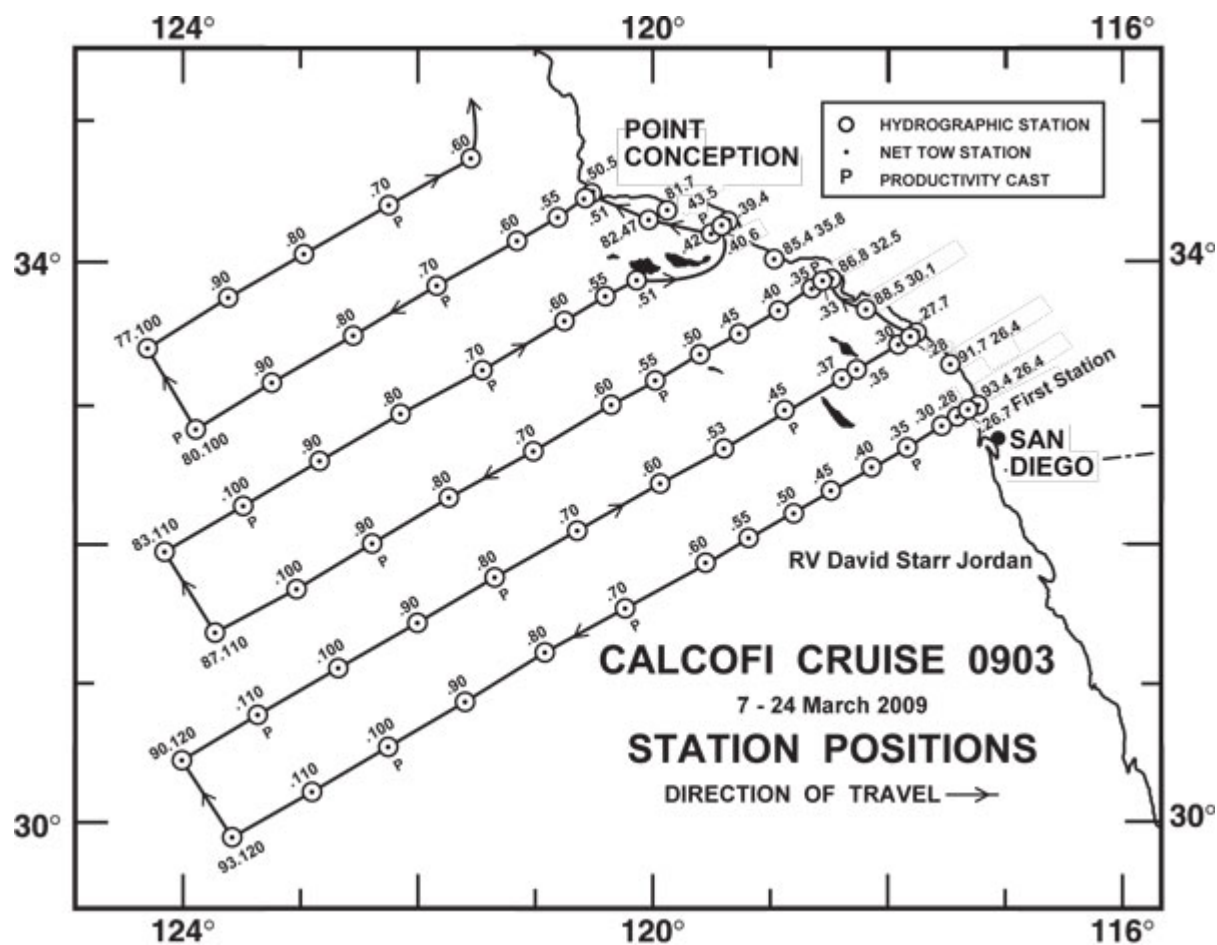 124° 120° 116°
POINT
CONCEPTION
HYDROGRAPHIC STATION
NET TOW STATION
P PRODUCTIVITY CAST
34° 34°
.60
.70
P
.80
.90
77.100
.50.5
.51
.55
.60
.70
P
.80
.90
P
P
80.100
81.7 43.5
82.47
P
.42
39.4
.40.6
.51
.55
.60
.70
P
.80
.90
.100
P
83.110
85.4 35.8
86.8 32.5
P
.35
.33
.40
.45
.50
.55
P
.60
.70
.80
.90
P
.100
87.110
88.5 30.1
.27.7
.28
.30
.35
.37
.45
P
.53
.60
.70
.80
P
.90
.100
.110
P
90.120
91.7 26.4
93.4 26.4
First Station
.26.7
.28
.30
.35
P
.40
.45
.50
.55
.60
.70
P
.80
.90
.100
P
.110
93.120
SAN
DIEGO
RV David Starr Jordan
CALCOFI CRUISE 0903
7 - 24 March 2009
STATION POSITIONS
DIRECTION OF TRAVEL
30° 30°
124° 120° 116°